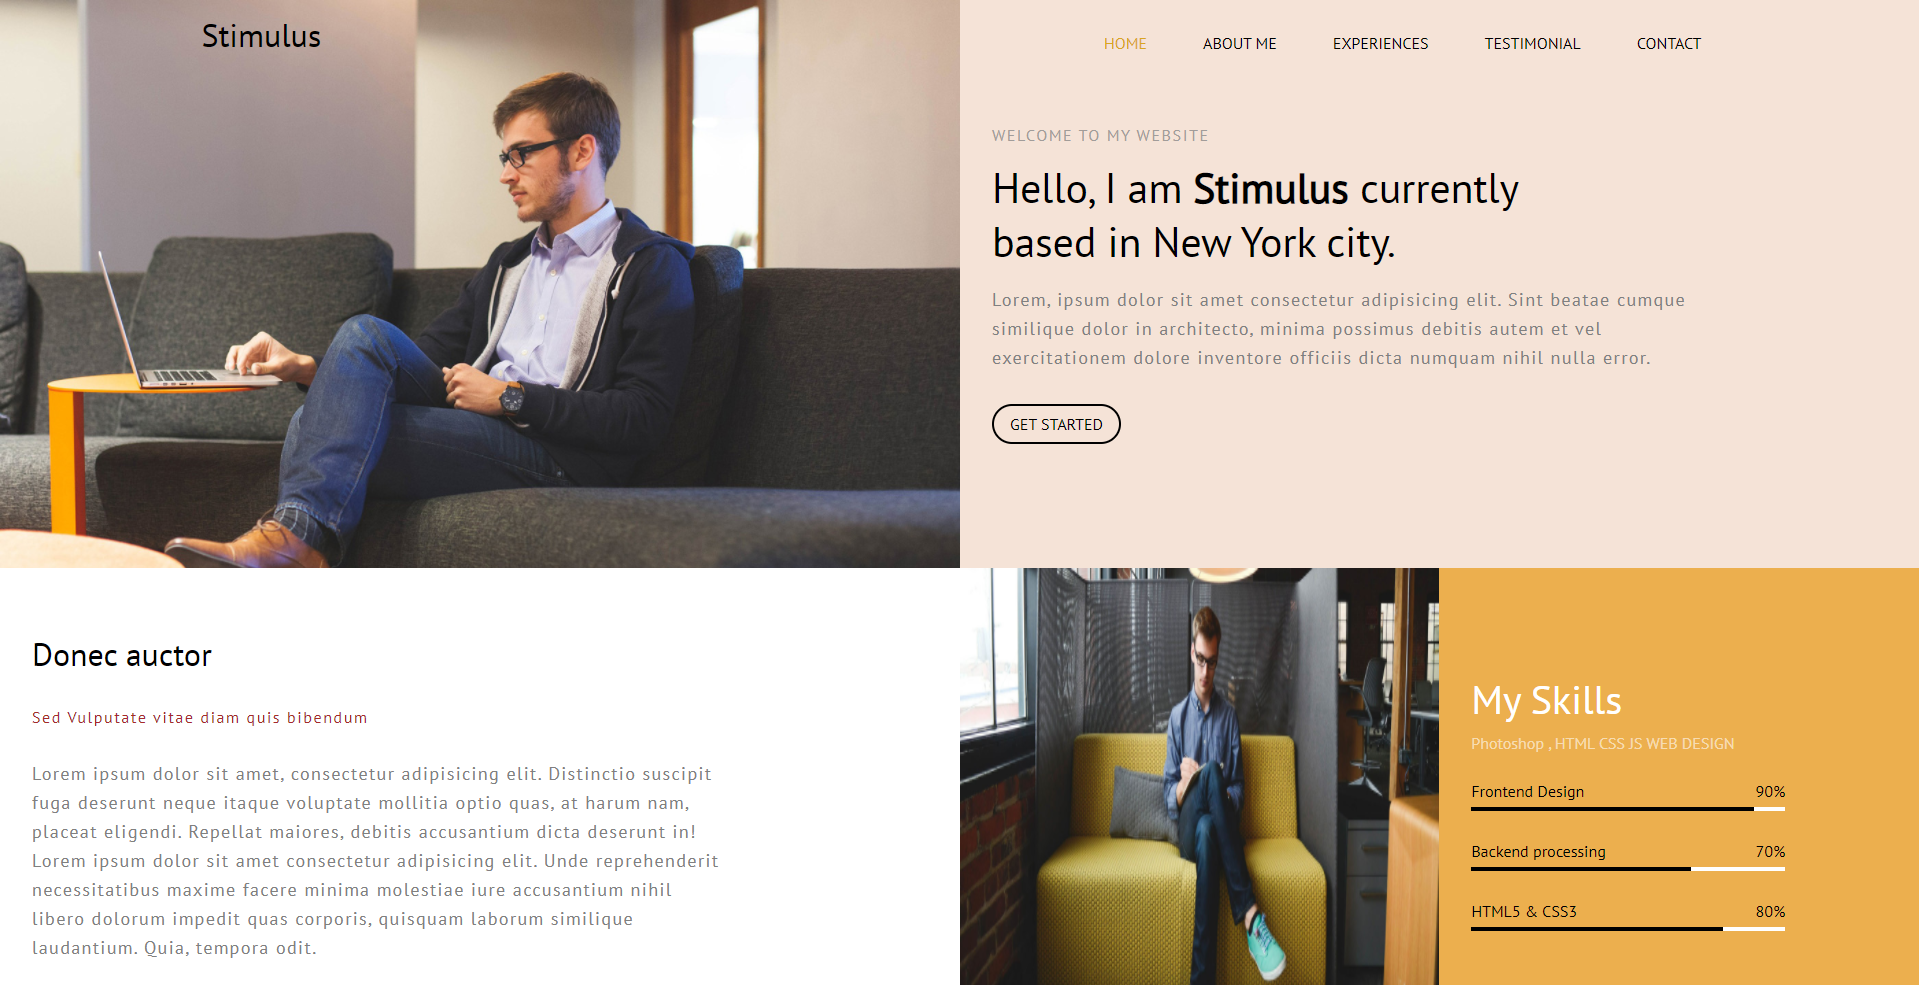 Stimulus
HOME ABOUT ME EXPERIENCES TESTIMONIAL CONTACT
WELCOME TO MY WEBSITE
Hello, I am Stimulus currently
based in New York city.
Lorem, ipsum dolor sit amet consectetur adipisicing elit. Sint beatae cumque
similique dolor in architecto, minima possimus debitis autem et vel
exercitationem dolore inventore officiis dicta numquam nihil nulla error.
GET STARTED
Donec auctor
Sed Vulputate vitae diam quis bibendum
Lorem ipsum dolor sit amet, consectetur adipisicing elit. Distinctio suscipit
fuga deserunt neque itaque voluptate mollitia optio quas, at harum nam,
placeat eligendi. Repellat maiores, debitis accusantium dicta deserunt in!
Lorem ipsum dolor sit amet consectetur adipisicing elit. Unde reprehenderit
necessitatibus maxime facere minima molestiae iure accusantium nihil
libero dolorum impedit quas corporis, quisquam laborum similique
laudantium. Quia, tempora odit.
My Skills
Photoshop , HTML CSS JS WEB DESIGN
Frontend Design 90%
Backend processing 70%
HTML5 & CSS3 80%